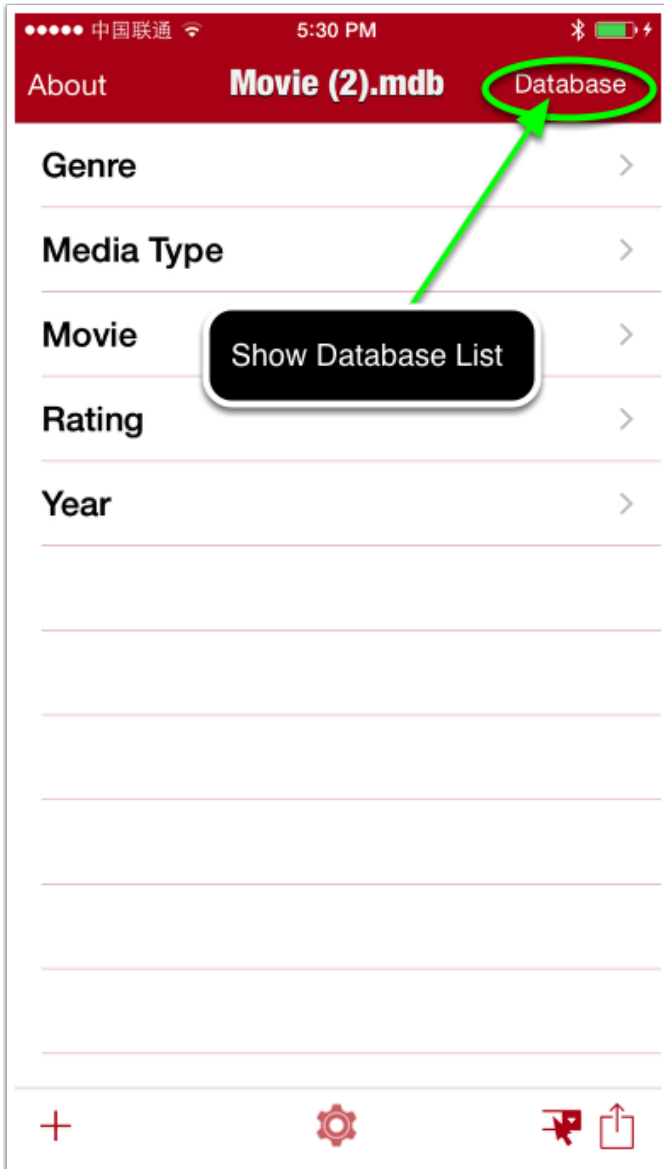 中国联通 5:30 PM
About Movie (2).mdb Database
Genre
Media Type
Movie
Show Database List
Rating
Year